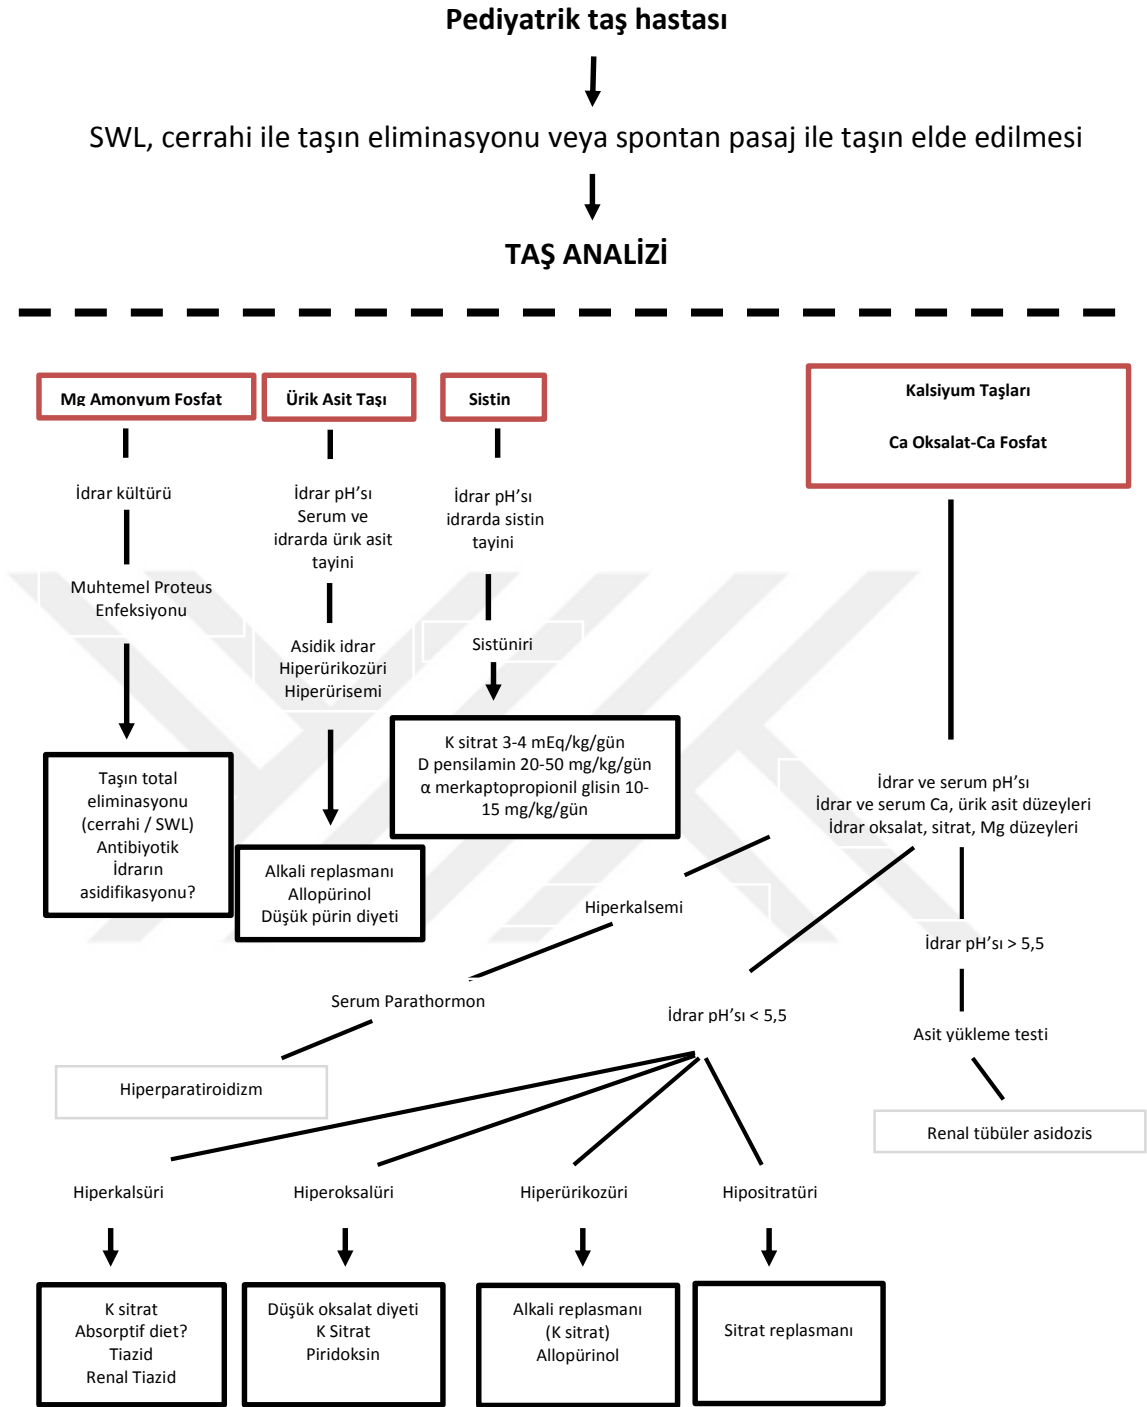 Pediyatrik taş hastası
SWL, cerrahi ile taşın eliminasyonu veya spontan pasaj ile taşın elde edilmesi
TAŞ ANALİZİ
Mg Amonyum Fosfat
Ürik Asit Taşı
Sistin
Kalsiyum Taşları
Ca Oksalat-Ca Fosfat
İdrar kültürü
İdrar pH’sı
Serum ve
idrarda ürık asit
tayini
İdrar pH’sı
idrarda sistin
tayini
Muhtemel Proteus
Enfeksiyonu
Asidik idrar
Hiperürikozüri
Hiperürisemi
Sistüniri
Taşın total
eliminasyonu
(cerrahi / SWL)
Antibiyotik
İdrarın
asidifikasyonu?
Alkali replasmanı
Allopürinol
Düşük pürin diyeti
K sitrat 3-4 mEq/kg/gün
D pensilamin 20-50 mg/kg/gün
α merkaptopropionil glisin 10-
15 mg/kg/gün
İdrar ve serum pH’sı
İdrar ve serum Ca, ürik asit düzeyleri
İdrar oksalat, sitrat, Mg düzeyleri
Hiperkalsemi
Serum Parathormon
Hiperparatiroidizm
İdrar pH’sı < 5,5
İdrar pH’sı > 5,5
Asit yükleme testi
Renal tübüler asidozis
Hiperkalsüri
Hiperoksalüri
Hiperürikozüri
Hipositratüri
K sitrat
Absorptif diet?
Tiazid
Renal Tiazid
Düşük oksalat diyeti
K Sitrat
Piridoksin
Alkali replasmanı
(K sitrat)
Allopürinol
Sitrat replasmanı